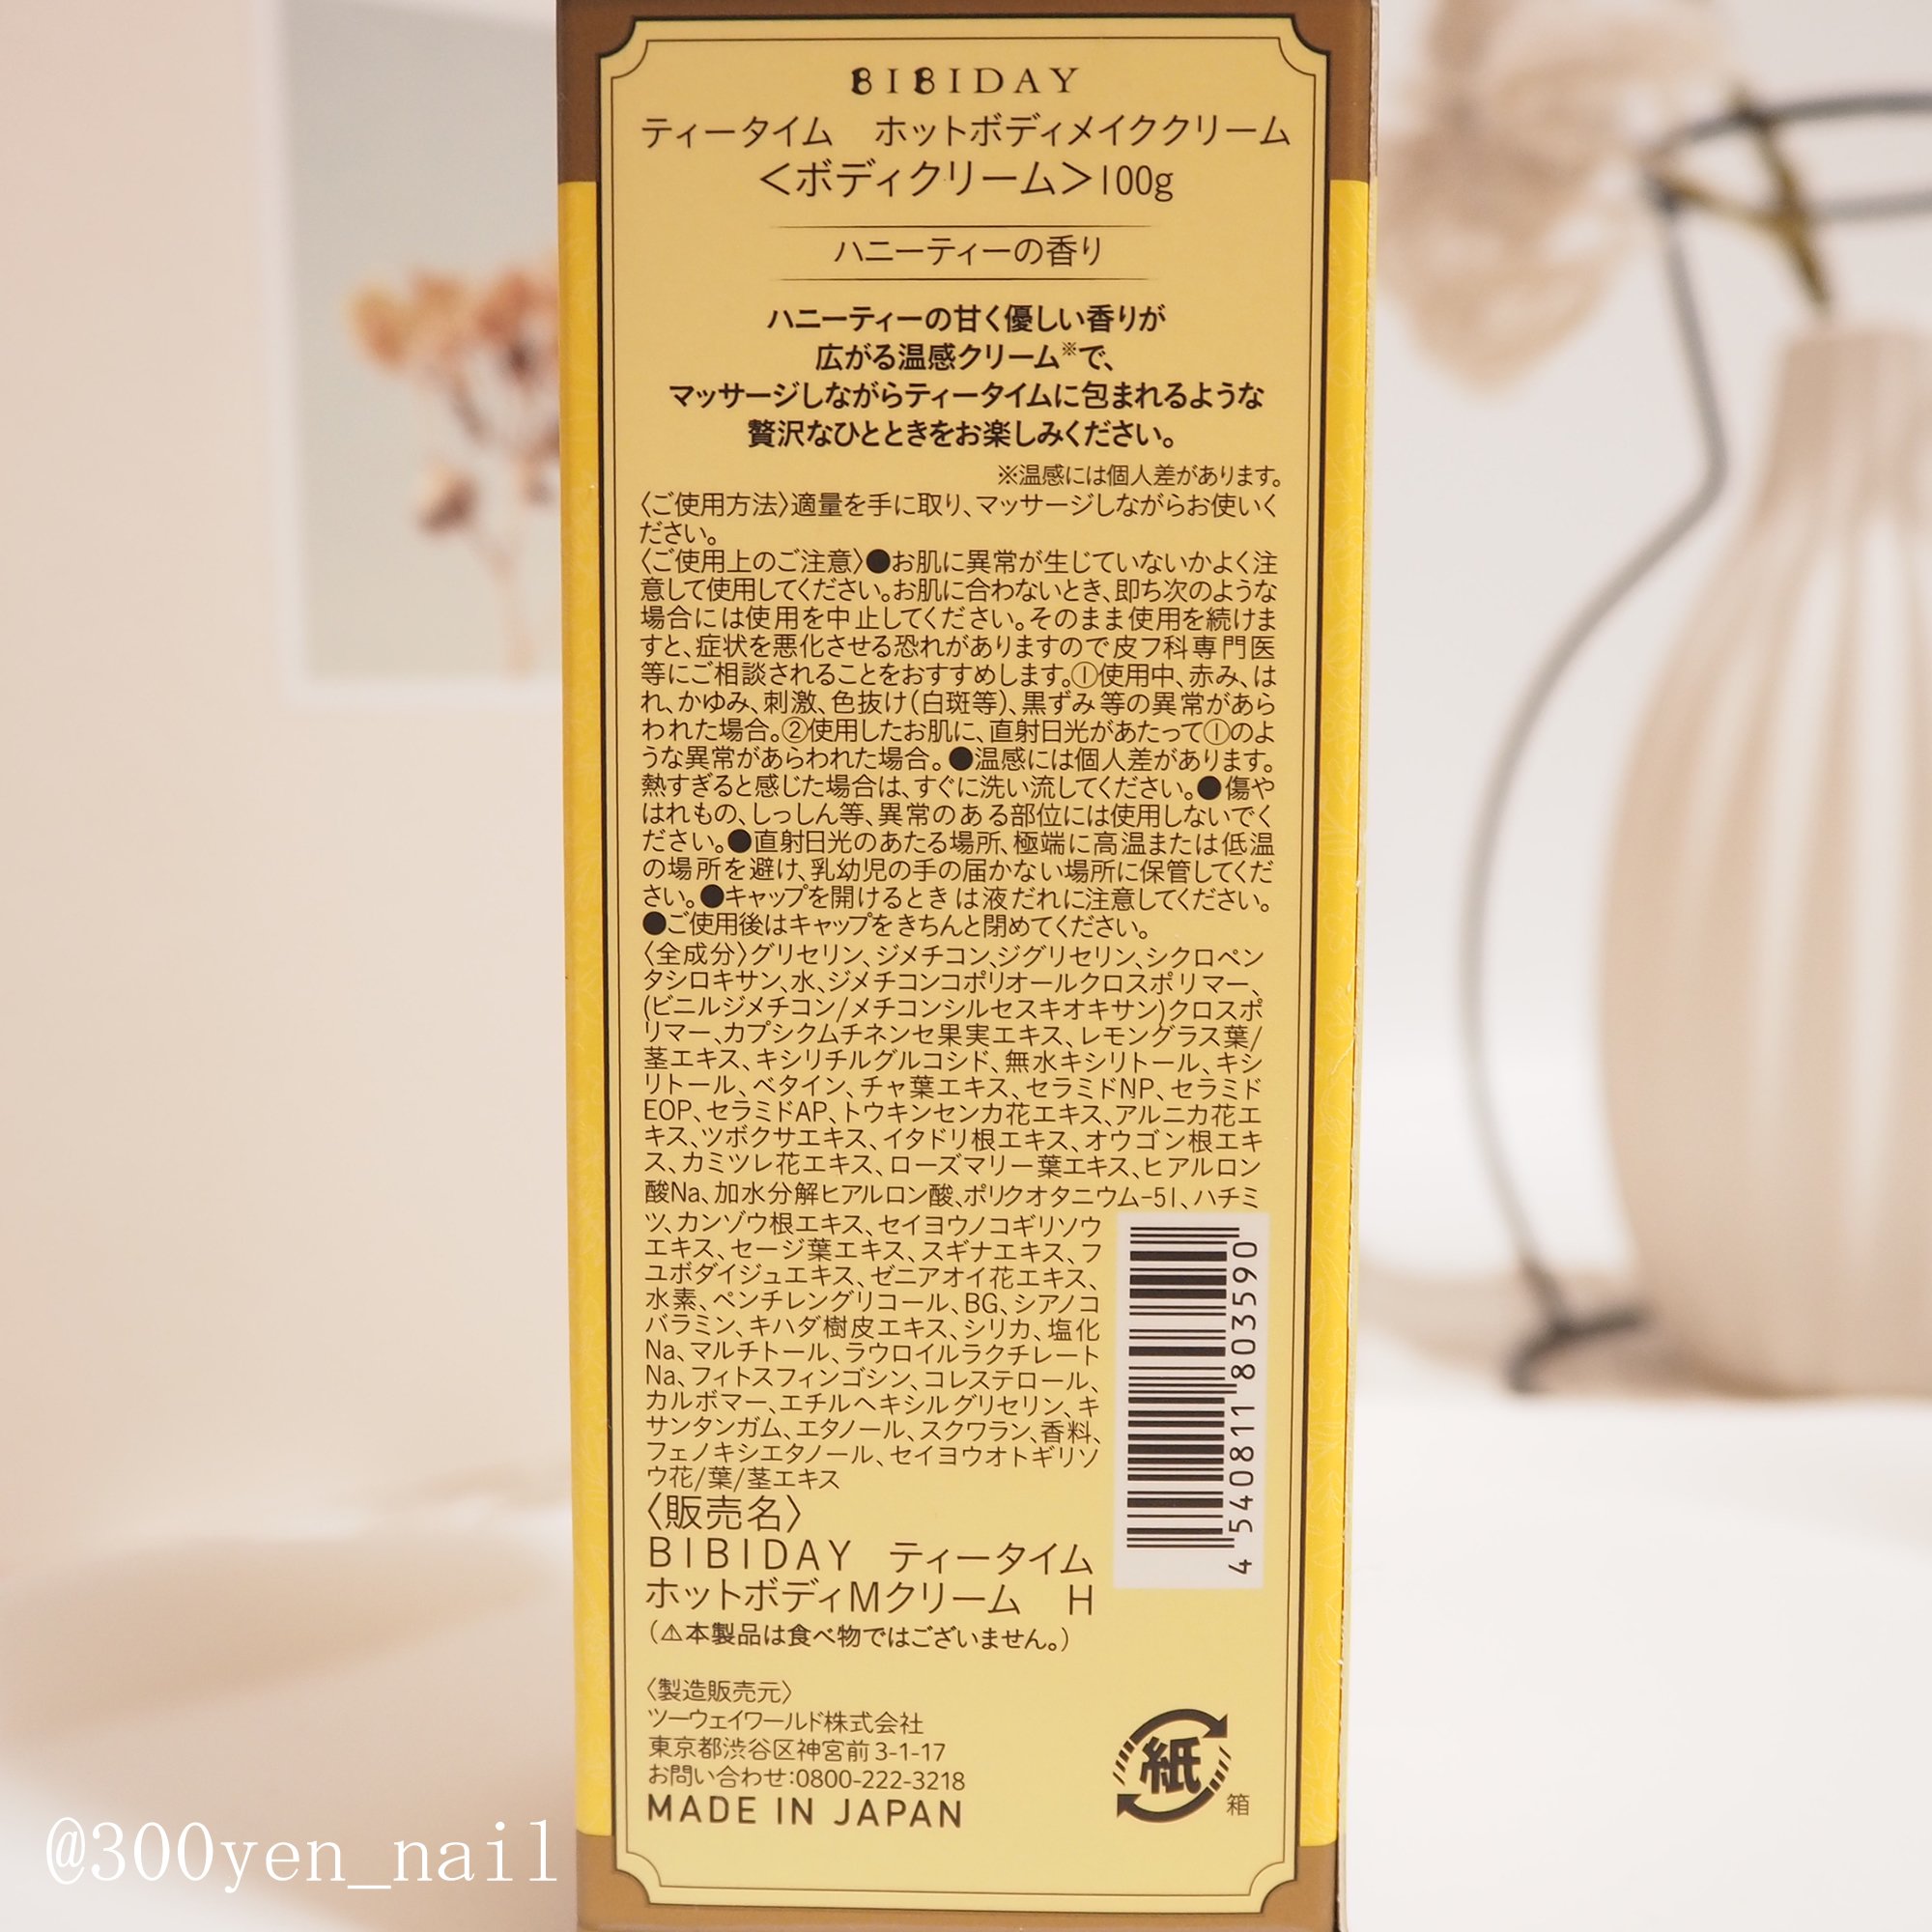 BIBIDAY
ティータイム　ホットボディメイククリーム
＜ボディクリーム＞100g
ハニーティーの香り
ハニーティーの甘く優しい香りが
広がる温感クリーム※で、
マッサージしながらティータイムに包まれるような
贅沢なひとときをお楽しみください。
※温感には個人差があります。
〈ご使用方法〉適量を手に取り、マッサージしながらお使いく
ださい。
〈ご使用上のご注意〉●お肌に異常が生じていないかよく注
意して使用してください。お肌に合わないとき、即ち次のような
場合には使用を中止してください。そのまま使用を続けま
すと、症状を悪化させる恐れがありますので皮フ科専門医
等にご相談されることをおすすめします。①使用中、赤み、は
れ、かゆみ、刺激、色抜け(白斑等)、黒ずみ等の異常があら
われた場合。②使用したお肌に、直射日光があたって①のよ
うな異常があらわれた場合。●温感には個人差があります。
熱すぎると感じた場合は、すぐに洗い流してください。●傷や
はれもの、しっしん等、異常のある部位には使用しないでく
ださい。●直射日光のあたる場所、極端に高温または低温
の場所を避け、乳幼児の手の届かない場所に保管してくだ
さい。●キャップを開けるときは液だれに注意してください。
●ご使用後はキャップをきちんと閉めてください。
〈全成分〉グリセリン、ジメチコン、ジグリセリン、シクロペン
タシロキサン、水、ジメチコンコポリオールクロスポリマー、
(ビニルジメチコン/メチコンシルセスキオキサン)クロスポ
リマー、カプシクムチネンセ果実エキス、レモングラス葉/
茎エキス、キシリチルグルコシド、無水キシリトール、キシ
リトール、ベタイン、チャ葉エキス、セラミドNP、セラミド
EOP、セラミドAP、トウキンセンカ花エキス、アルニカ花エ
キス、ツボクサエキス、イタドリ根エキス、オウゴン根エキ
ス、カミツレ花エキス、ローズマリー葉エキス、ヒアルロン
酸Na、加水分解ヒアルロン酸、ポリクオタニウム-51、ハチミ
ツ、カンゾウ根エキス、セイヨウノコギリソウ
エキス、セージ葉エキス、スギナエキス、フ
ユボダイジュエキス、ゼニアオイ花エキス、
水素、ペンチレングリコール、BG、シアノコ
バラミン、キハダ樹皮エキス、シリカ、塩化
Na、マルチトール、ラウロイルラクチレート
Na、フィトスフィンゴシン、コレステロール、
カルボマー、エチルヘキシルグリセリン、キ
サンタンガム、エタノール、スクワラン、香料、
フェノキシエタノール、セイヨウオトギリソ
ウ花/葉/茎エキス
4 540811 803590
〈販売名〉
BIBIDAY　ティータイム
ホットボディMクリーム　H
(⚠本製品は食べ物ではございません。)
〈製造販売元〉
ツーウェイワールド株式会社
東京都渋谷区神宮前3-1-17
お問い合わせ:0800-222-3218
MADE IN JAPAN
紙
箱
@300yen_nail